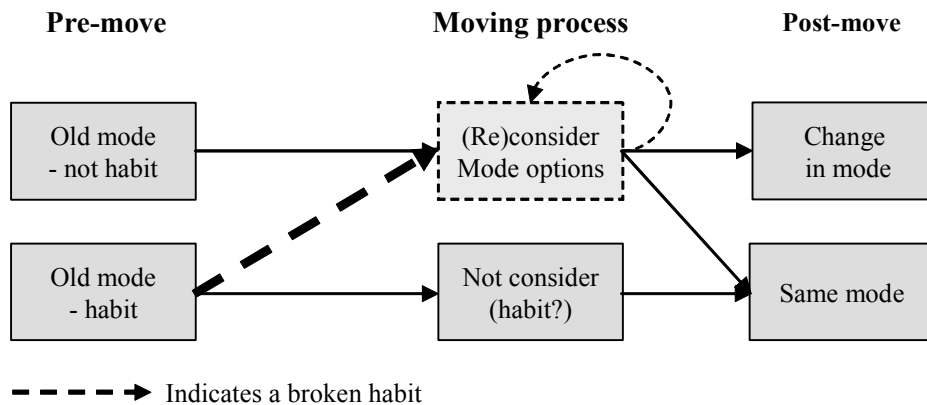 Pre-move
Moving process
Post-move
Old mode
- not habit
(Re)consider
Mode options
Change
in mode
Old mode
- habit
Not consider
(habit?)
Same mode
Indicates a broken habit